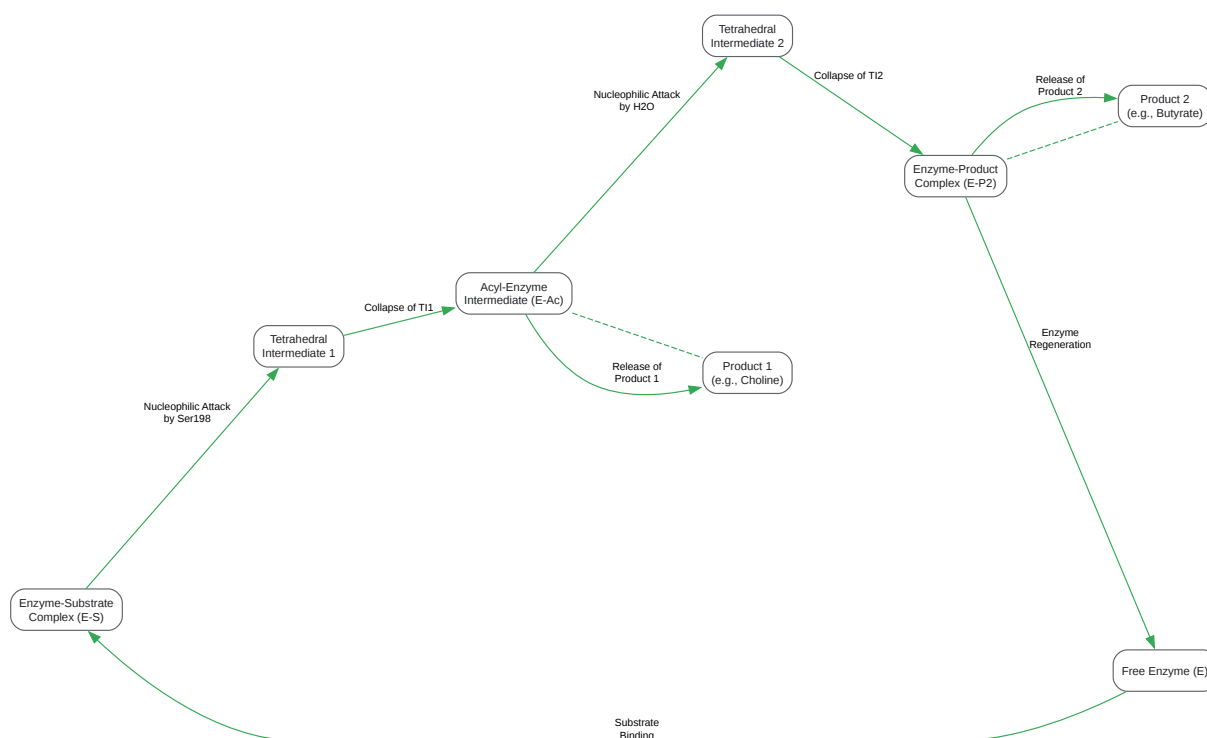 Tetrahedral
Intermediate 2
Collapse of TI2
Release of
Product 2
Product 2
(e.g., Butyrate)
Nucleophilic Attack
by H2O
Enzyme-Product
Complex (E-P2)
Acyl-Enzyme
Intermediate (E-Ac)
Collapse of TI1
Tetrahedral
Intermediate 1
Enzyme
Regeneration
Release of
Product 1
Product 1
(e.g., Choline)
Nucleophilic Attack
by Ser198
Enzyme-Substrate
Complex (E-S)
Free Enzyme (E)
Substrate
Binding